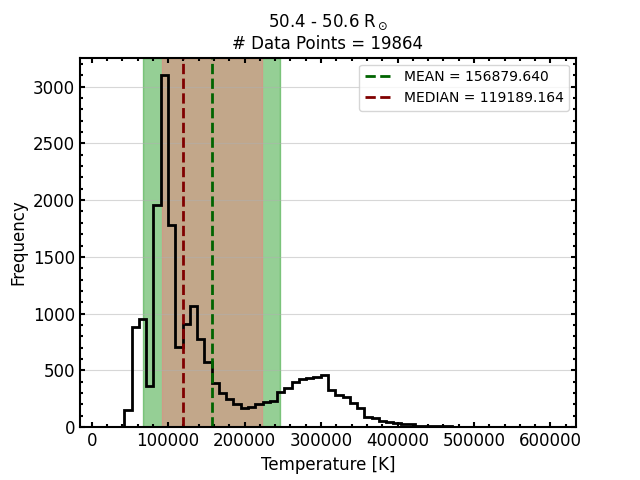 50.4 - 50.6 R⊙
# Data Points = 19864
MEAN = 156879.640
MEDIAN = 119189.164
Frequency
3000
2500
2000
1500
1000
500
0
0 100000 200000 300000 400000 500000 600000
Temperature [K]